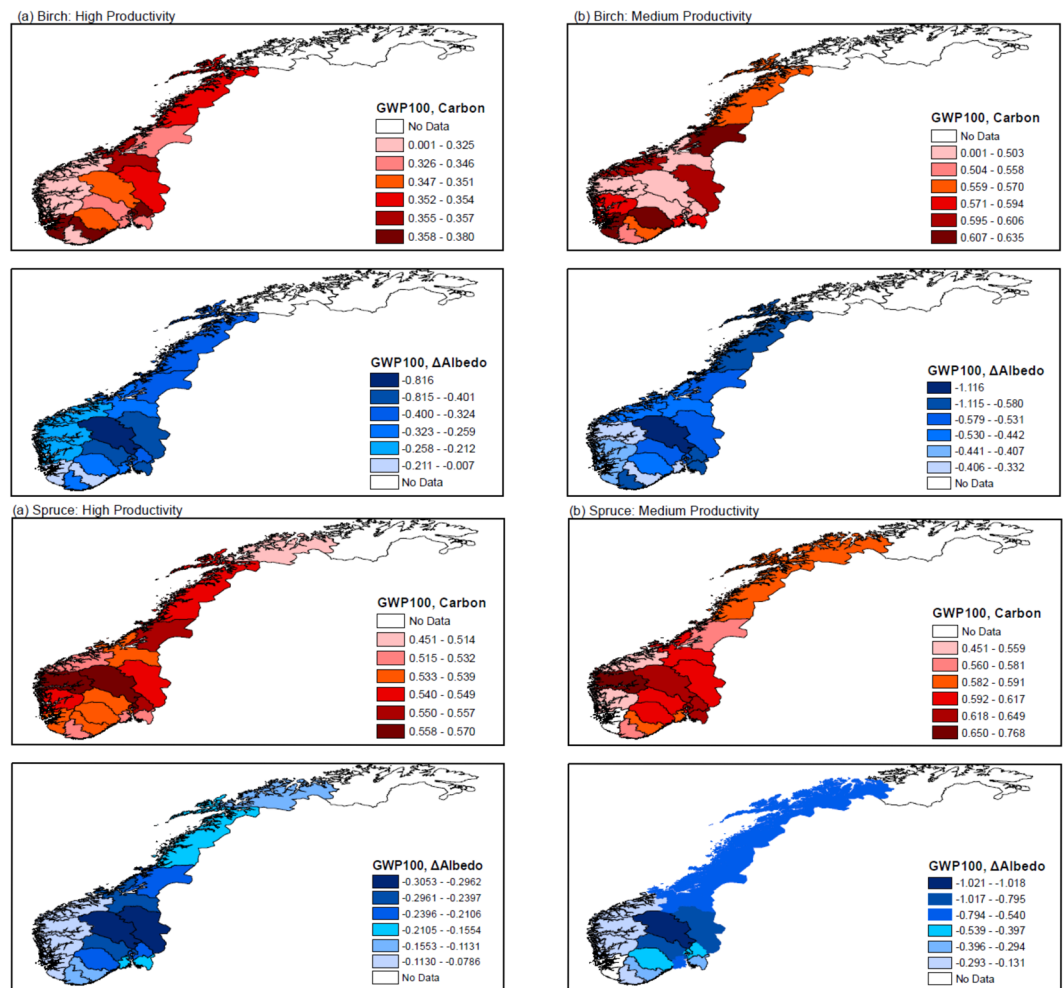 (a) Birch: High Productivity
GWP100, Carbon
No Data
0.001 - 0.325
0.326 - 0.346
0.347 - 0.351
0.352 - 0.354
0.355 - 0.357
0.358 - 0.380
(b) Birch: Medium Productivity
GWP100, Carbon
No Data
0.001 - 0.503
0.504 - 0.558
0.559 - 0.570
0.571 - 0.594
0.595 - 0.606
0.607 - 0.635
GWP100, ΔAlbedo
-0.816
-0.815 - -0.401
-0.400 - -0.324
-0.323 - -0.259
-0.258 - -0.212
-0.211 - -0.007
No Data
GWP100, ΔAlbedo
-1.116
-1.115 - -0.580
-0.579 - -0.531
-0.530 - -0.442
-0.441 - -0.407
-0.406 - -0.332
No Data
(a) Spruce: High Productivity
GWP100, Carbon
No Data
0.451 - 0.514
0.515 - 0.532
0.533 - 0.539
0.540 - 0.549
0.550 - 0.557
0.558 - 0.570
(b) Spruce: Medium Productivity
GWP100, Carbon
No Data
0.451 - 0.559
0.560 - 0.581
0.582 - 0.591
0.592 - 0.617
0.618 - 0.649
0.650 - 0.768
GWP100, ΔAlbedo
-0.3053 - -0.2962
-0.2961 - -0.2397
-0.2396 - -0.2106
-0.2105 - -0.1554
-0.1553 - -0.1131
-0.1130 - -0.0786
No Data
GWP100, ΔAlbedo
-1.021 - -1.018
-1.017 - -0.795
-0.794 - -0.540
-0.539 - -0.397
-0.396 - -0.294
-0.293 - -0.131
No Data